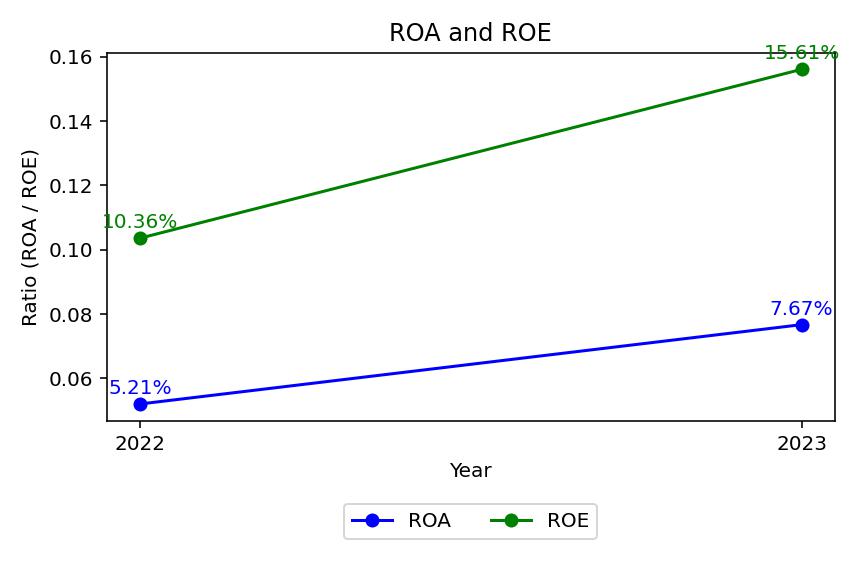 ROA and ROE
Ratio (ROA / ROE)
0.16
0.14
0.12
0.10
0.08
0.06
15.61%
10.36%
7.67%
5.21%
2022 2023
Year
ROA ROE